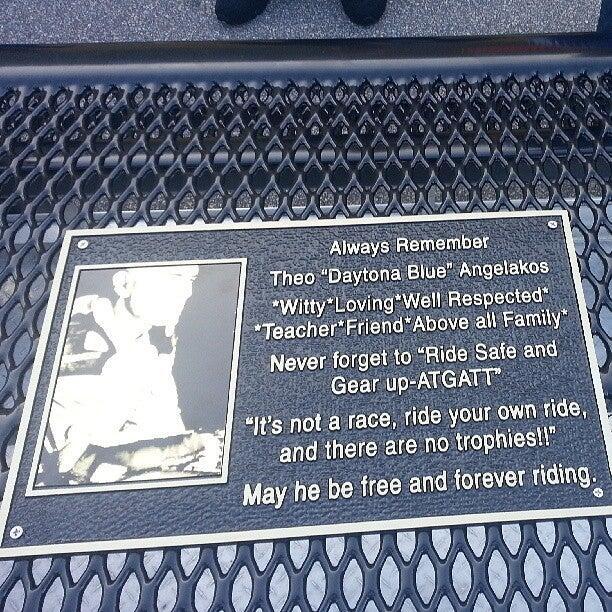 Always Remember
Theo "Daytona Blue" Angelakos
*Witty*Loving*Well Respected*
*Teacher*Friend*Above all Family*
Never forget to "Ride Safe and
Gear up-ATGATT"
"It's not a race, ride your own ride,
and there are no trophies!!"
May he be free and forever riding.